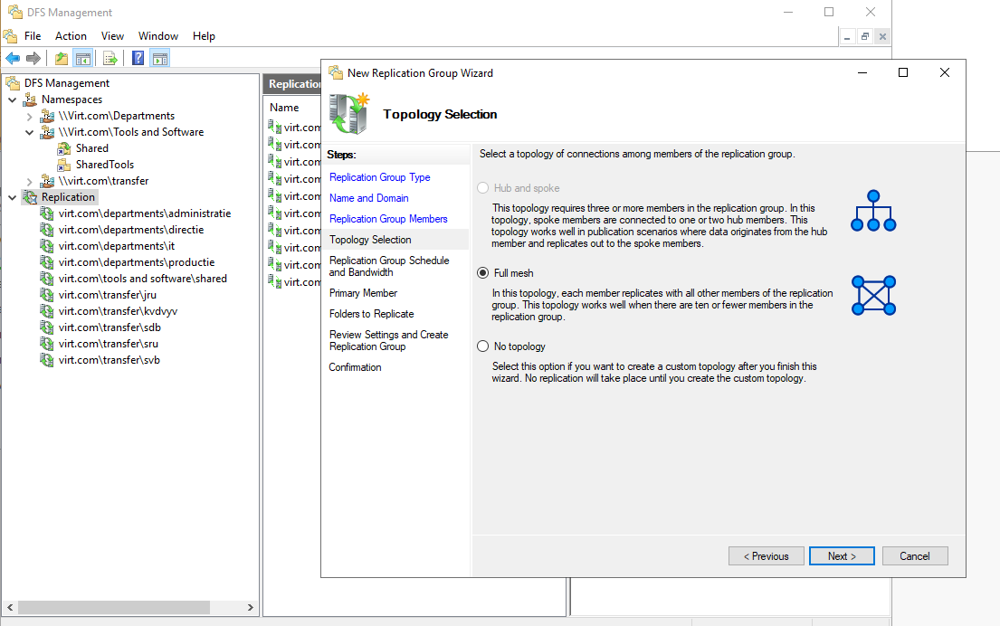 DFS Management
File Action View Window Help
DFS Management
Namespaces
\\Virt.com\Departments
\\Virt.com\Tools and Software
Shared
SharedTools
\\virt.com\transfer
Replication
virt.com\departments\administratie
virt.com\departments\directie
virt.com\departments\it
virt.com\departments\productie
virt.com\tools and software\shared
virt.com\transfer\jru
virt.com\transfer\kvdvyv
virt.com\transfer\sdb
virt.com\transfer\sru
virt.com\transfer\svb
Replication
Name
virt.com
virt.com
virt.com
virt.com
virt.com
virt.com
virt.com
virt.com
virt.com
virt.com
New Replication Group Wizard
Topology Selection
Steps:
Replication Group Type
Name and Domain
Replication Group Members
Topology Selection
Replication Group Schedule
and Bandwidth
Primary Member
Folders to Replicate
Review Settings and Create
Replication Group
Confirmation
Select a topology of connections among members of the replication group.
Hub and spoke
This topology requires three or more members in the replication group. In this
topology, spoke members are connected to one or two hub members. This
topology works well in publication scenarios where data originates from the hub
member and replicates out to the spoke members.
Full mesh
In this topology, each member replicates with all other members of the replication
group. This topology works well when there are ten or fewer members in the
replication group.
No topology
Select this option if you want to create a custom topology after you finish this
wizard. No replication will take place until you create the custom topology.
< Previous
Next >
Cancel